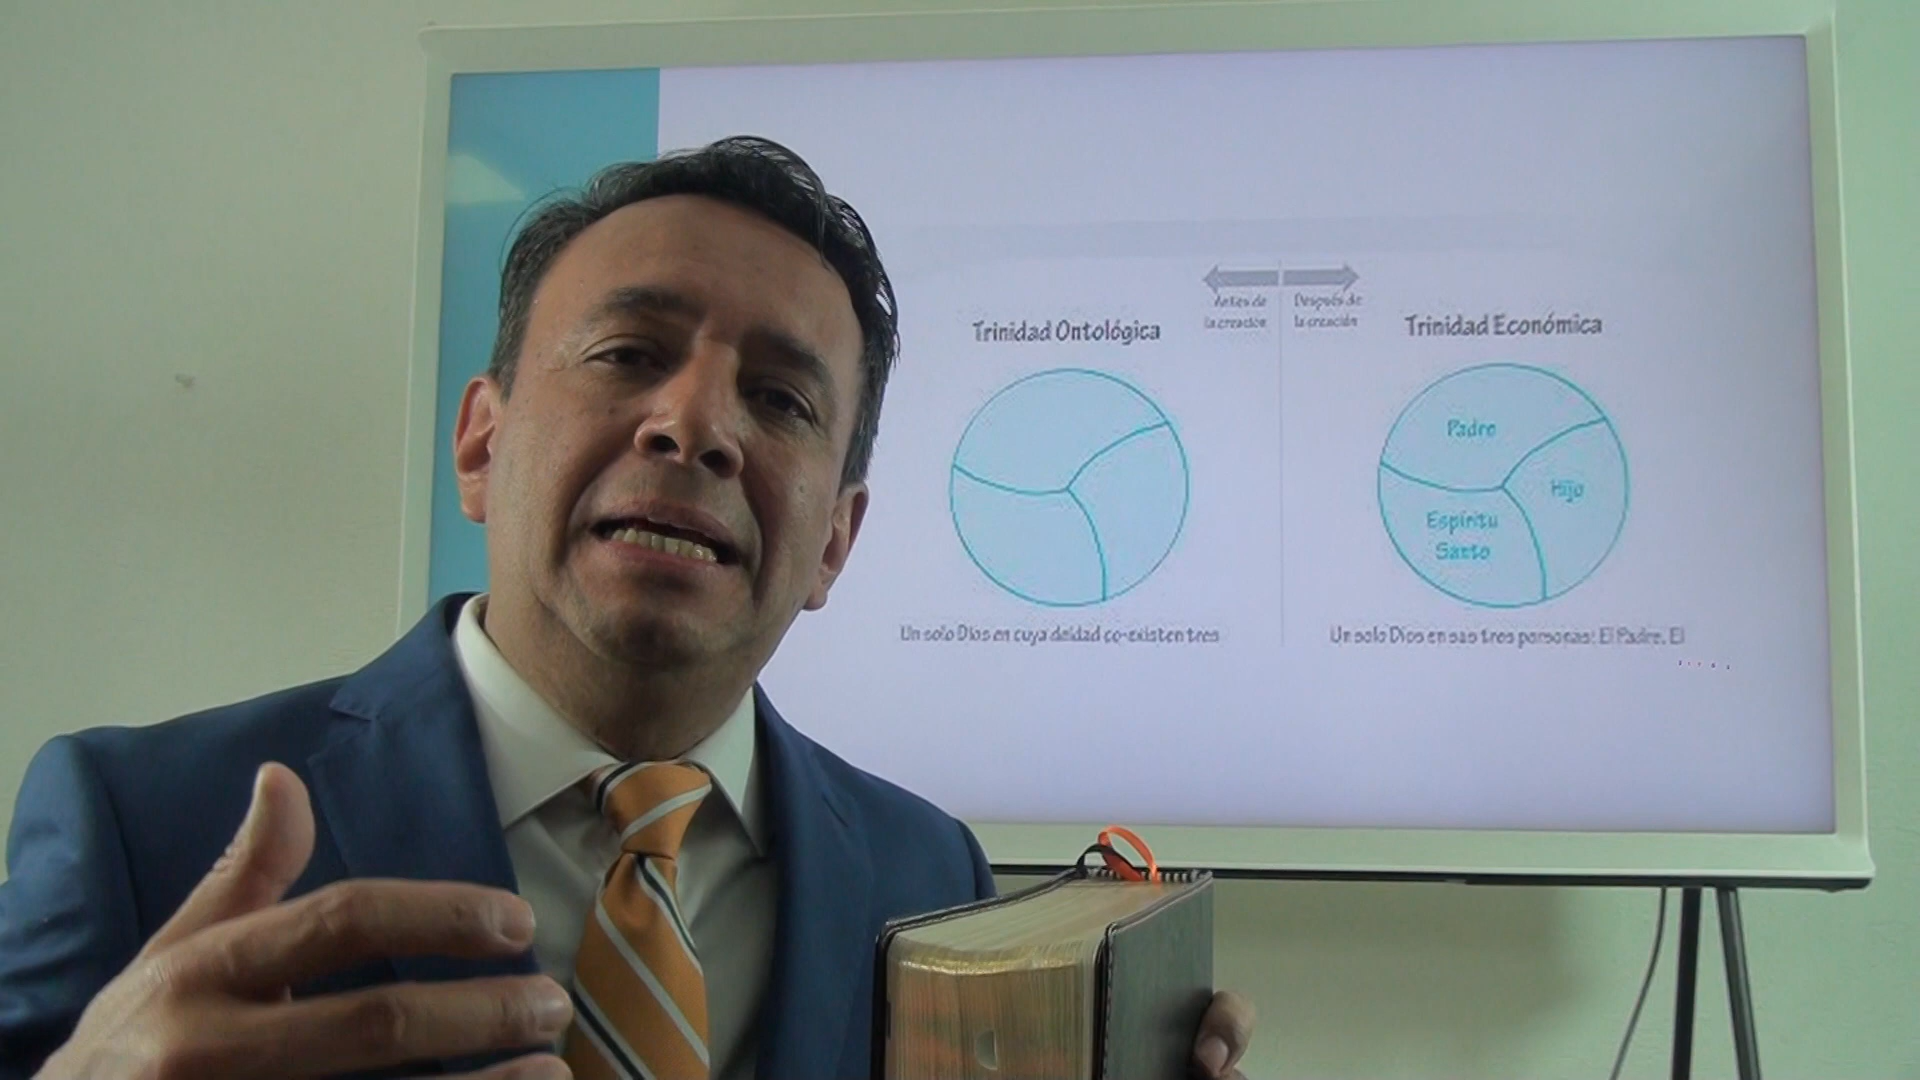 Antes de
la creación
Después de
la creación
Trinidad Ontológica
Trinidad Económica
Padre
Hijo
Espíritu
Santo
Un solo Dios en cuya deidad co-existen tres
Un solo Dios en sus tres personas: El Padre, El